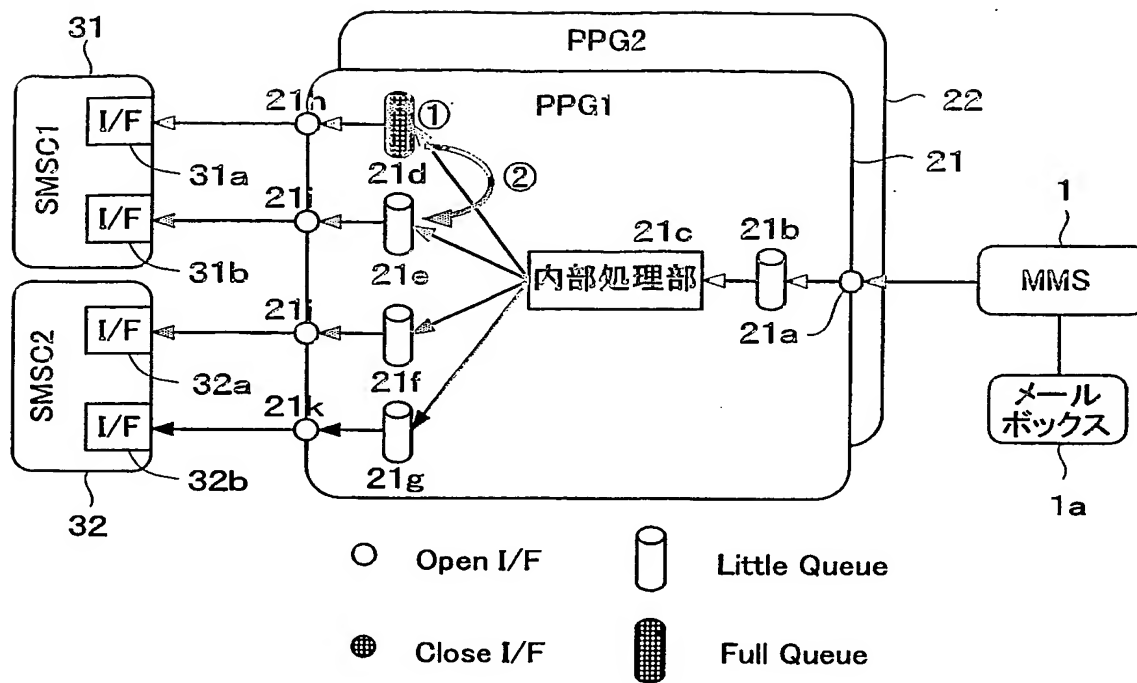 31
SMSC1
I/F
31a
I/F
31b
SMSC2
I/F
32a
I/F
32b
32
PPG2
PPG1
22
21
21h
①
21d
②
21i
21e
21j
21f
21k
21g
21c
内部処理部
21b
21a
1
MMS
メール
ボックス
1a
Open I/F
Little Queue
Close I/F
Full Queue